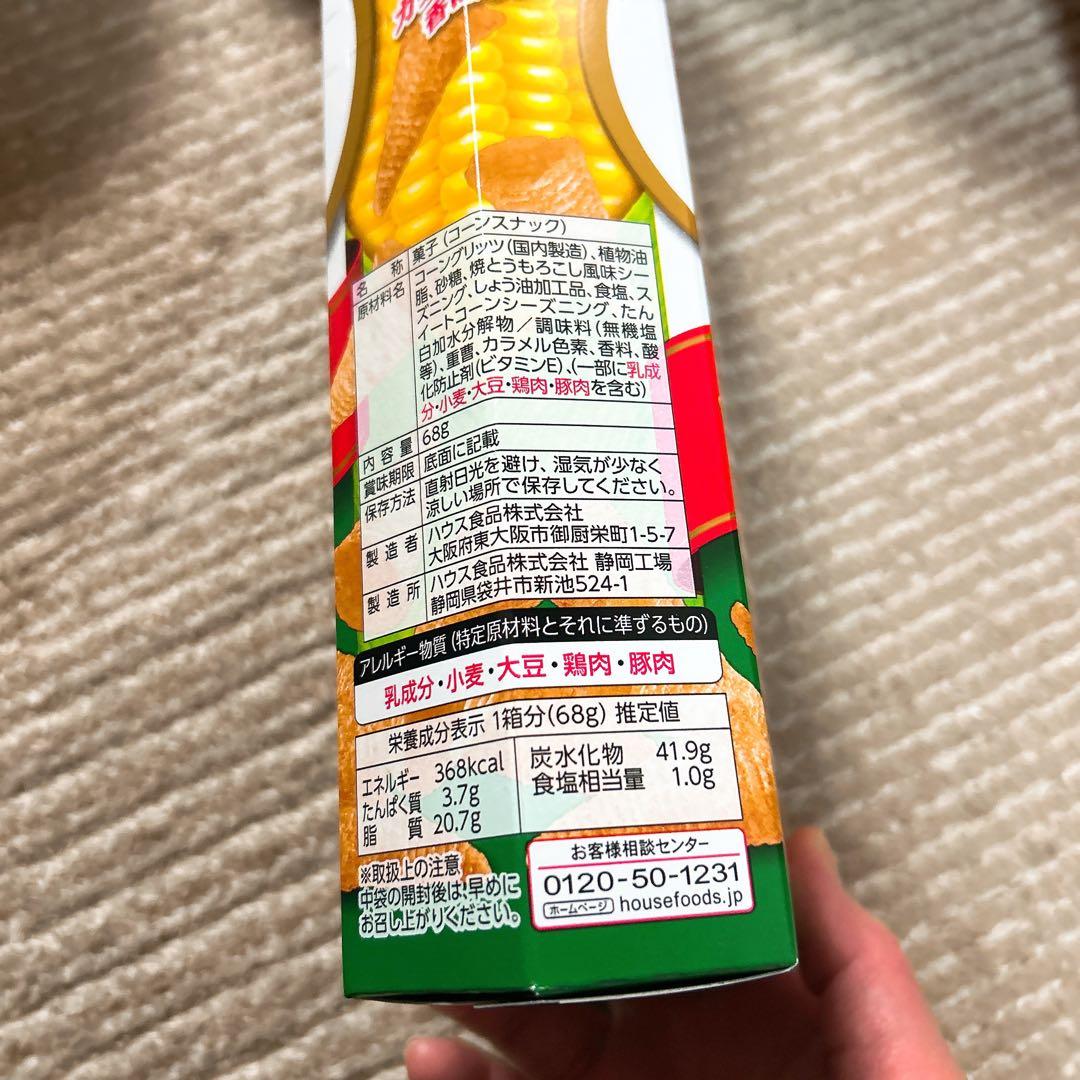 名称 菓子(コーンスナック)
原材料名 コーングリッツ(国内製造)、植物油
脂、砂糖、焼とうもろこし風味シー
ズニング、しょう油加工品、食塩、ス
イートコーンシーズニング、たん
白加水分解物/調味料(無機塩
等)、重曹、カラメル色素、香料、酸
化防止剤(ビタミンE)、(一部に乳成
分・小麦・大豆・鶏肉・豚肉を含む)
内容量 68g
賞味期限 底面に記載
保存方法 直射日光を避け、湿気が少なく
涼しい場所で保存してください。
製造者 ハウス食品株式会社
大阪府東大阪市御厨栄町1-5-7
製造所 ハウス食品株式会社 静岡工場
静岡県袋井市新池524-1
アレルギー物質(特定原材料とそれに準ずるもの)
乳成分・小麦・大豆・鶏肉・豚肉
栄養成分表示 1箱分(68g) 推定値
エネルギー 368kcal
たんぱく質 3.7g
脂質 20.7g
炭水化物 41.9g
食塩相当量 1.0g
※取扱上の注意
中袋の開封後は、早めに
お召し上がりください。
お客様相談センター
0120-50-1231
ホームページ housefoods.jp